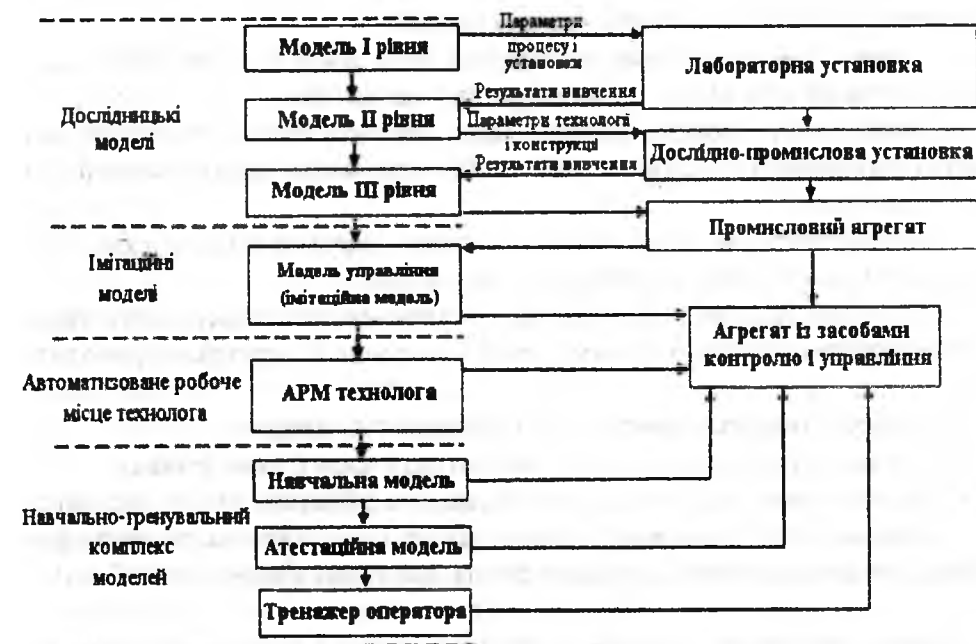 Параметри
Модель I рівня
процесу і
установки
Лабораторна установка
Результати вивчення
Дослідницькі
моделі
Модель II рівня
Параметри технології
і конструкції
Результати вивчення
Дослідно-промислова установка
Модель III рівня
Промисловий агрегат
Імітаційні
моделі
Модель управління
(імітаційна модель)
Агрегат із засобами
контролю і управління
Автоматизоване робоче
місце технолога
АРМ технолога
Навчальна модель
Навчально-тренувальний
комплекс
моделей
Атестаційна модель
Тренажер оператора